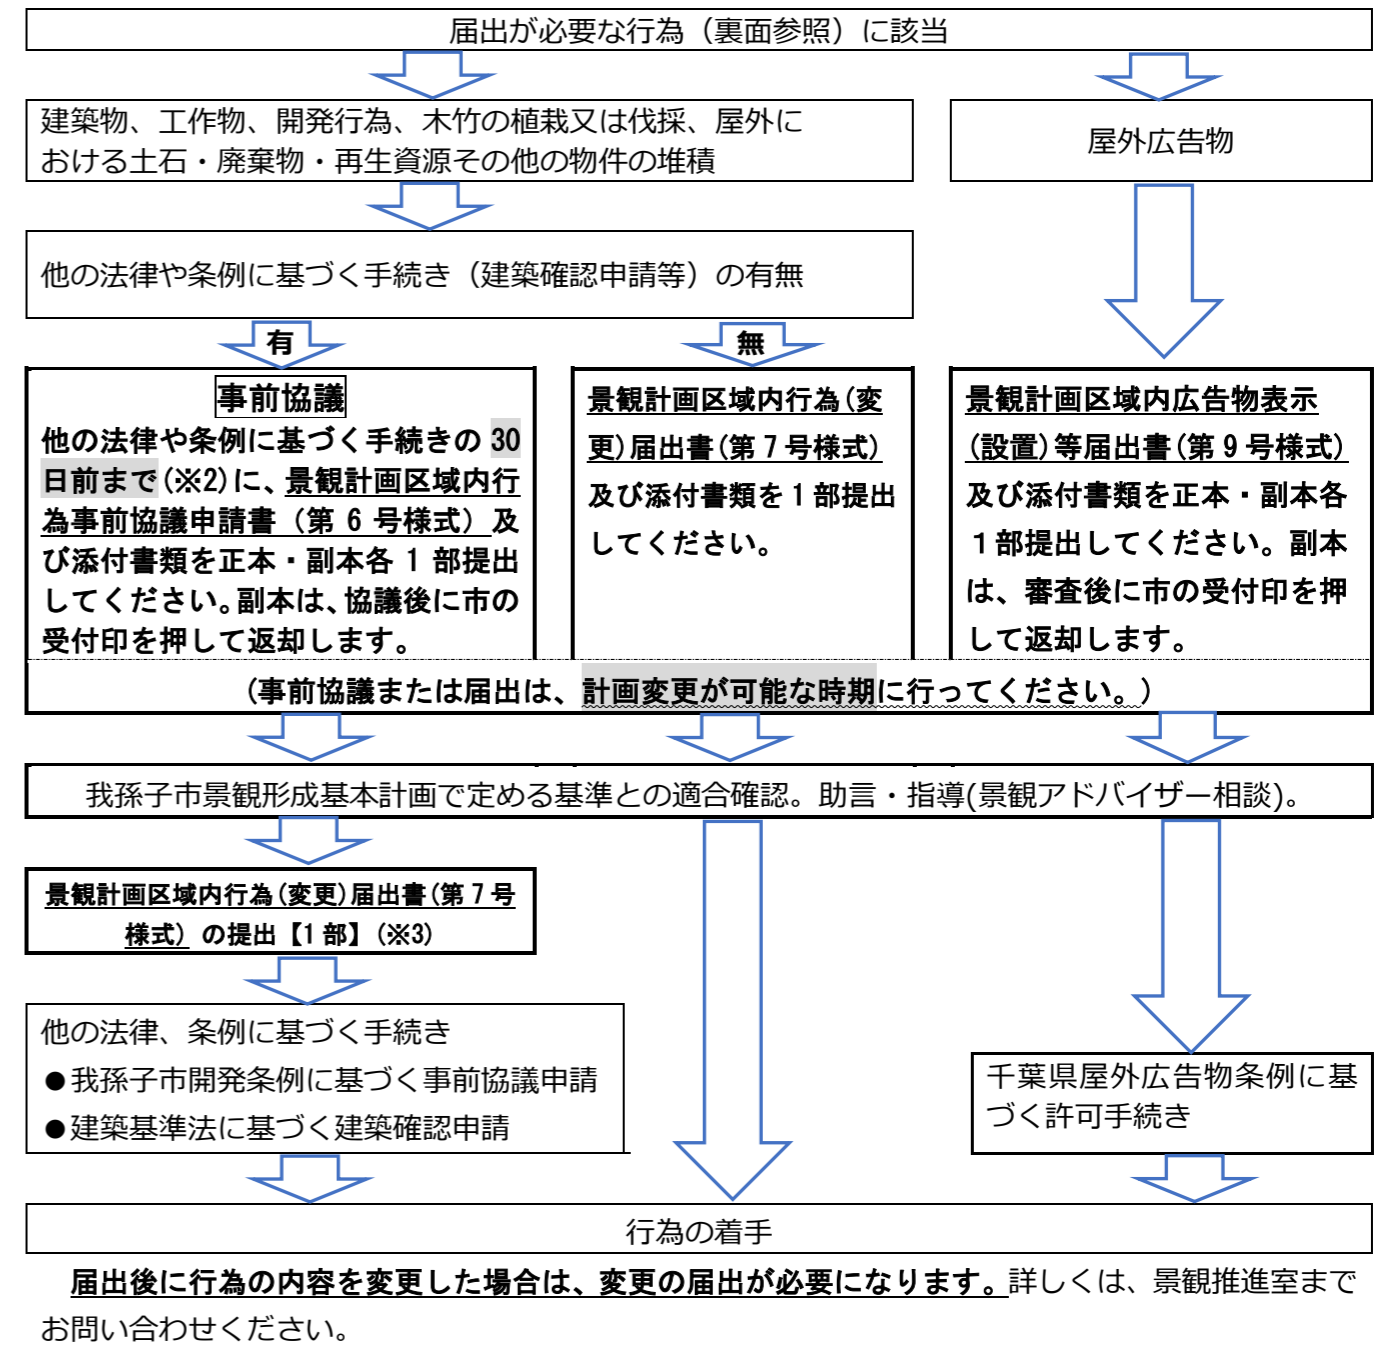 届出が必要な行為（裏面参照）に該当
建築物、工作物、開発行為、木竹の植栽又は伐採、屋外に
おける土石・廃棄物・再生資源その他の物件の堆積
屋外広告物
他の法律や条例に基づく手続き（建築確認申請等）の有無
有
無
事前協議
他の法律や条例に基づく手続きの 30
日前まで(※2)に、景観計画区域内行
為事前協議申請書（第 6 号様式）及
び添付書類を正本・副本各 1 部提出
してください。副本は、協議後に市の
受付印を押して返却します。
景観計画区域内行為(変
更)届出書(第７号様式)
及び添付書類を１部提出
してください。
景観計画区域内広告物表示
(設置)等届出書(第９号様式)
及び添付書類を正本・副本各
１部提出してください。副本
は、審査後に市の受付印を押
して返却します。
(事前協議または届出は、計画変更が可能な時期に行ってください。)
我孫子市景観形成基本計画で定める基準との適合確認。助言・指導(景観アドバイザー相談)。
景観計画区域内行為(変更)届出書(第７号
様式) の提出【1部】(※3)
他の法律、条例に基づく手続き
●我孫子市開発条例に基づく事前協議申請
●建築基準法に基づく建築確認申請
千葉県屋外広告物条例に基
づく許可手続き
行為の着手
届出後に行為の内容を変更した場合は、変更の届出が必要になります。詳しくは、景観推進室まで
お問い合わせください。